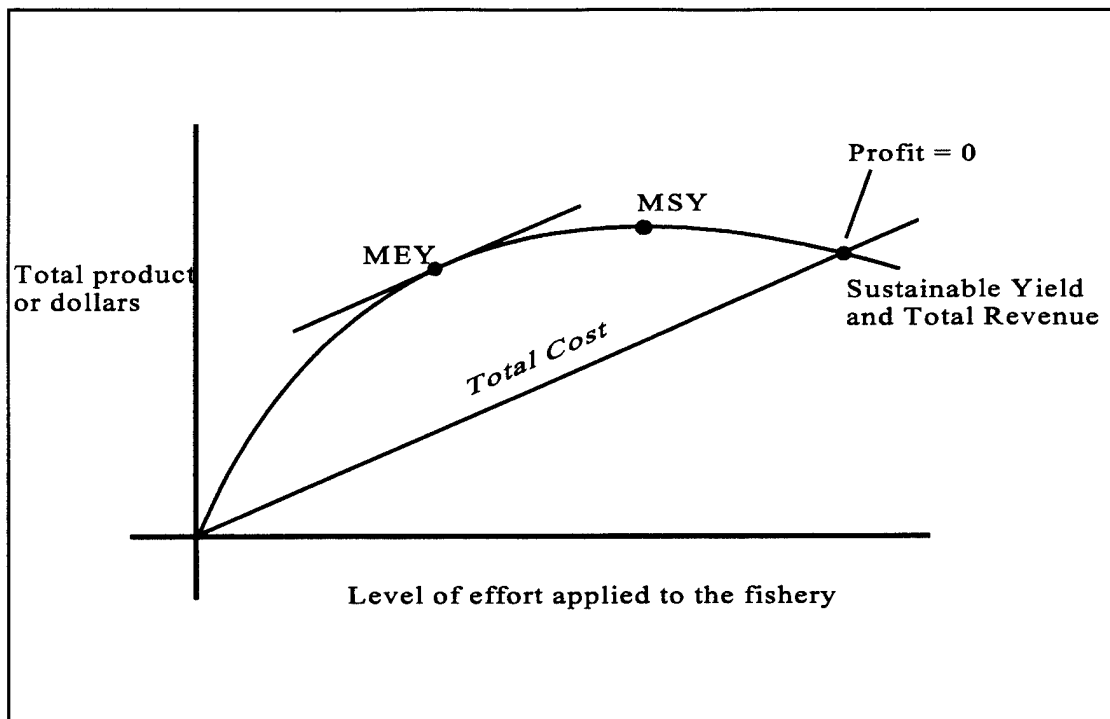 Profit = 0
MSY
MEY
Total product
or dollars
Sustainable Yield
and Total Revenue
Total Cost
Level of effort applied to the fishery